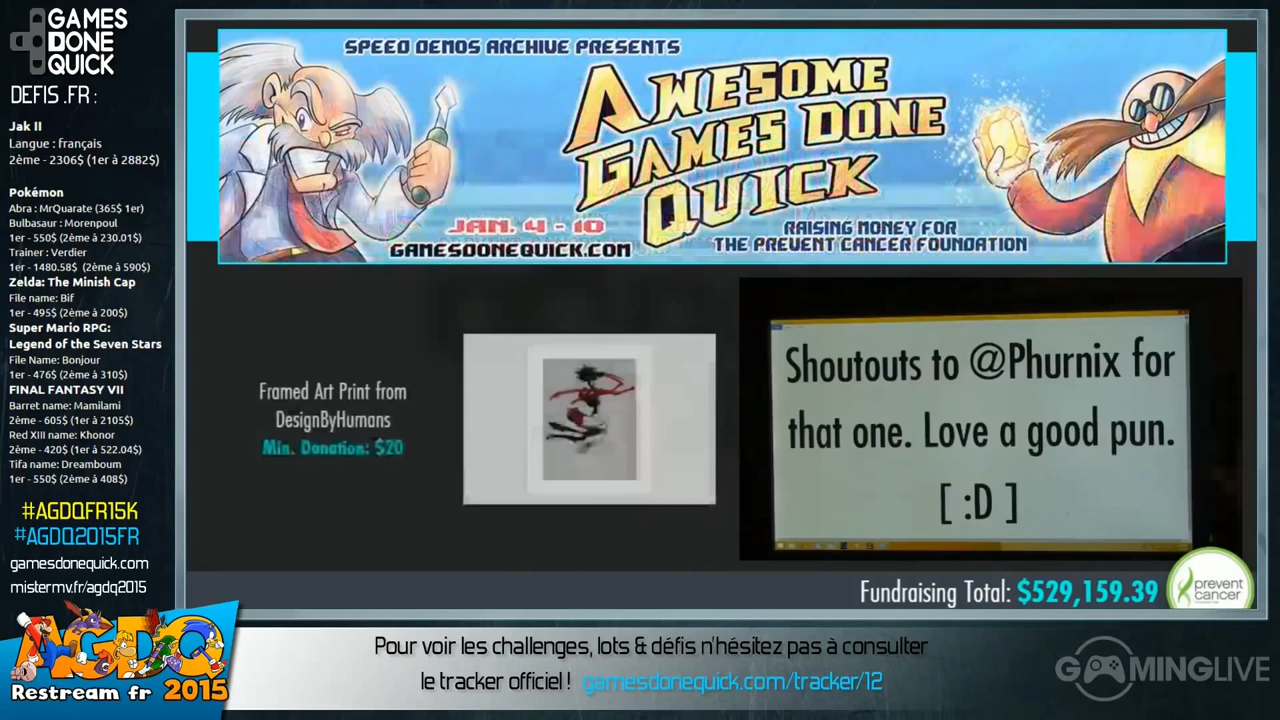 GAMES
DONE
QUICK
DEFIS .FR :
Jak II
Langue : français
2ème - 2306$ (1er à 2882$)
Pokémon
Abra : MrQuarate (365$ 1er)
Bulbasaur : Morenpoul
1er - 550$ (2ème à 230.01$)
Trainer : Verdier
1er - 1480.58$ (2ème à 590$)
Zelda: The Minish Cap
File name: Bif
1er - 495$ (2ème à 200$)
Super Mario RPG:
Legend of the Seven Stars
File Name: Bonjour
1er - 476$ (2ème à 310$)
FINAL FANTASY VII
Barret name: Mamilami
2ème - 605$ (1er à 2105$)
Red XIII name: Khonor
2ème - 420$ (1er à 522.04$)
Tifa name: Dreamboum
1er - 550$ (2ème à 408$)
#AGDQFR15K
#AGDQ2015FR
gamesdonequick.com
mistermv.fr/agdq2015
AGDQ
Restream fr 2015
SPEED DEMOS ARCHIVE PRESENTS
AWESOME
GAMES DONE
QUICK
JAN. 4 - 10
GAMESDONEQUICK.COM
RAISING MONEY FOR
THE PREVENT CANCER FOUNDATION
Framed Art Print from
DesignByHumans
Min. Donation: $20
Shoutouts to @Phurnix for
that one. Love a good pun.
[ :D ]
Fundraising Total: $529,159.39
prevent
cancer
Pour voir les challenges, lots & défis n'hésitez pas à consulter
le tracker officiel ! gamesdonequick.com/tracker/12
GAMINGLIVE